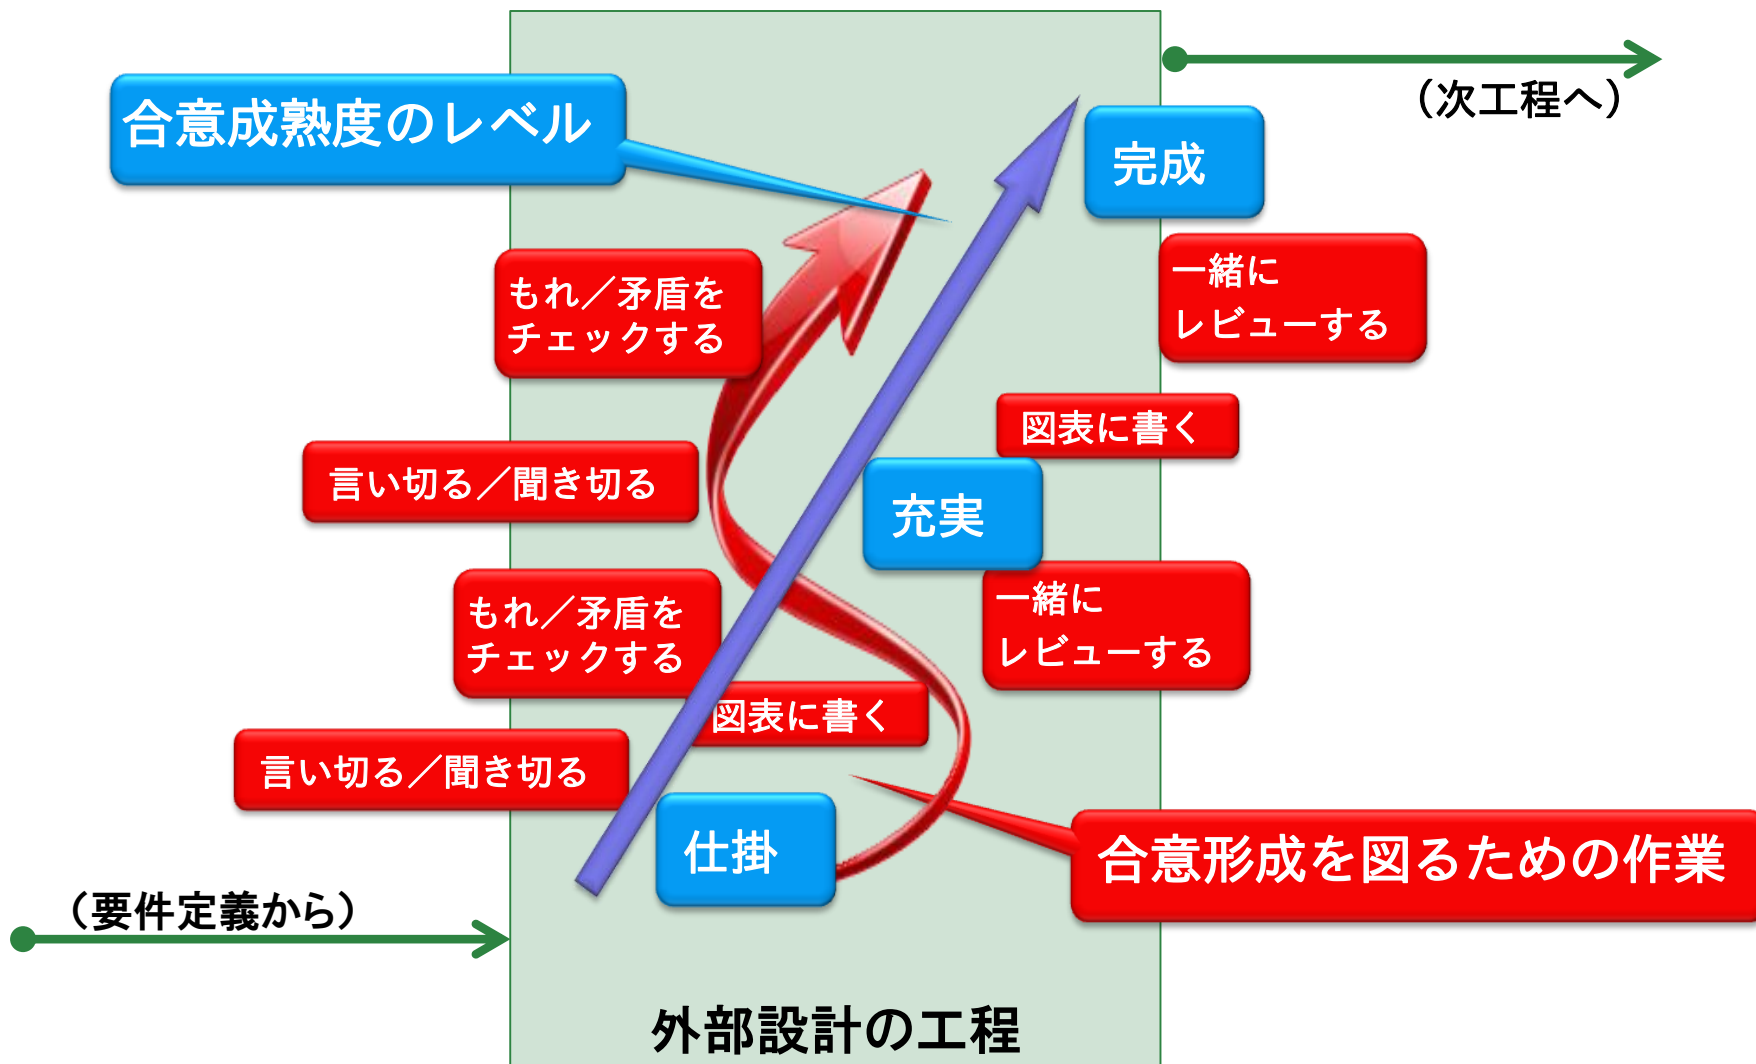 （次工程へ）
合意成熟度のレベル
完成
一緒に
レビューする
もれ／矛盾を
チェックする
図表に書く
言い切る／聞き切る
充実
一緒に
レビューする
もれ／矛盾を
チェックする
図表に書く
言い切る／聞き切る
仕掛
合意形成を図るための作業
（要件定義から）
外部設計の工程